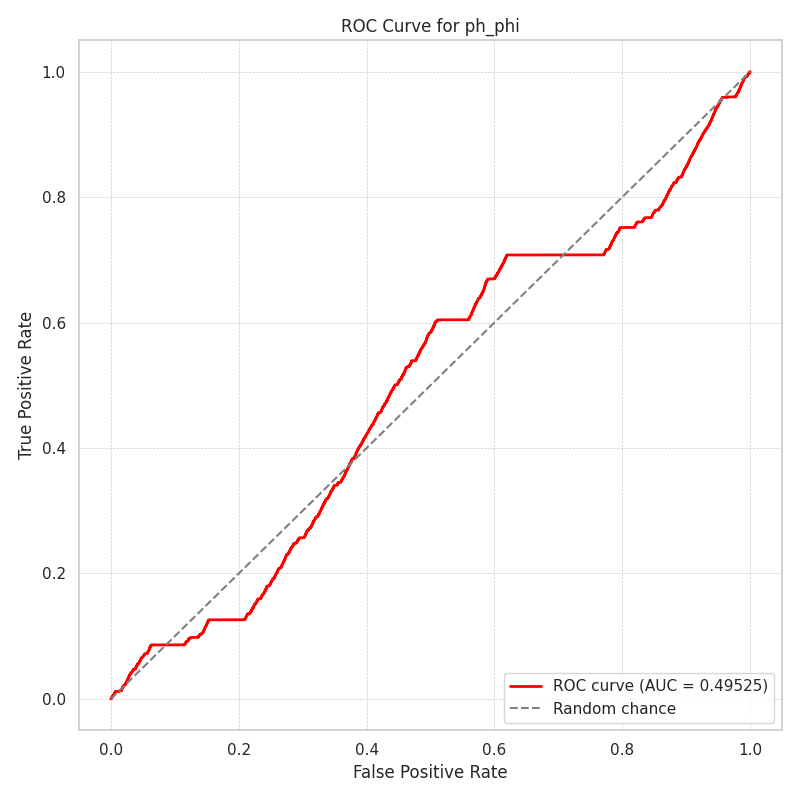 ROC Curve for ph_phi
True Positive Rate
1.0
0.8
0.6
0.4
0.2
0.0
0.0 0.2 0.4 0.6 0.8 1.0
False Positive Rate
ROC curve (AUC = 0.49525)
Random chance